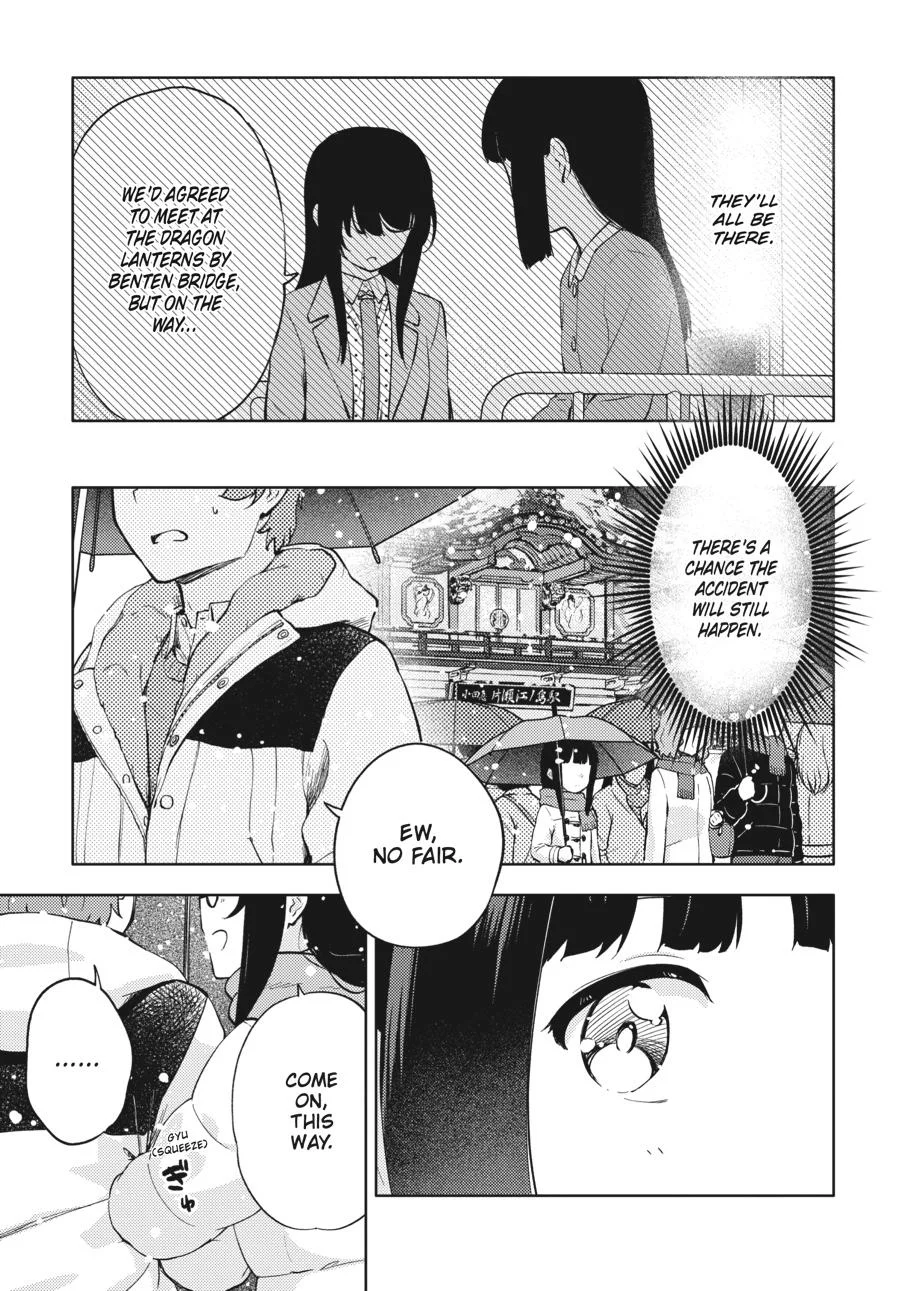 THEY'LL
ALL BE
THERE.
WE'D AGREED
TO MEET AT
THE DRAGON
LANTERNS BY
BENTEN BRIDGE,
BUT ON THE
WAY...
THERE'S A
CHANCE THE
ACCIDENT
WILL STILL
HAPPEN.
小田急 片瀬江ノ島駅
EW,
NO FAIR.
COME
ON,
THIS
WAY.
GYU
(SQUEEZE)
ぎゅ
......